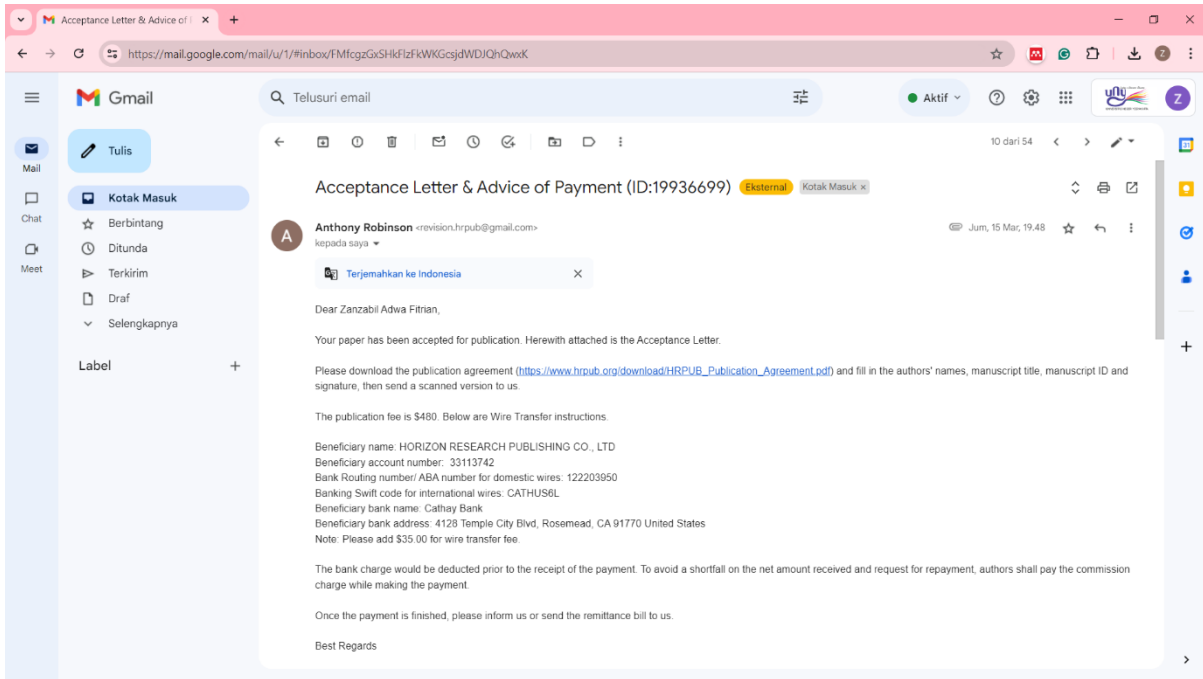 Acceptance Letter & Advice of
https://mail.google.com/mail/u/1/#inbox/FMfcgzGxSHkFlzFkWKGcsjdWDJQhQwxK
Gmail
Telusuri email
Aktif
Z
Mail
Chat
Meet
Tulis
Kotak Masuk
Berbintang
Ditunda
Terkirim
Draf
Selengkapnya
Label
10 dari 54
Acceptance Letter & Advice of Payment (ID:19936699) Eksternal Kotak Masuk ×
A
Anthony Robinson <revision.hrpub@gmail.com>
Jum, 15 Mar, 19.48
kepada saya
Terjemahkan ke Indonesia
Dear Zanzabil Adwa Fitrian,
Your paper has been accepted for publication. Herewith attached is the Acceptance Letter.
Please download the publication agreement (https://www.hrpub.org/download/HRPUB_Publication_Agreement.pdf) and fill in the authors' names, manuscript title, manuscript ID and
signature, then send a scanned version to us.
The publication fee is $480. Below are Wire Transfer instructions.
Beneficiary name: HORIZON RESEARCH PUBLISHING CO., LTD
Beneficiary account number: 33113742
Bank Routing number/ ABA number for domestic wires: 122203950
Banking Swift code for international wires: CATHUS6L
Beneficiary bank name: Cathay Bank
Beneficiary bank address: 4128 Temple City Blvd, Rosemead, CA 91770 United States
Note: Please add $35.00 for wire transfer fee.
The bank charge would be deducted prior to the receipt of the payment. To avoid a shortfall on the net amount received and request for repayment, authors shall pay the commission
charge while making the payment.
Once the payment is finished, please inform us or send the remittance bill to us.
Best Regards